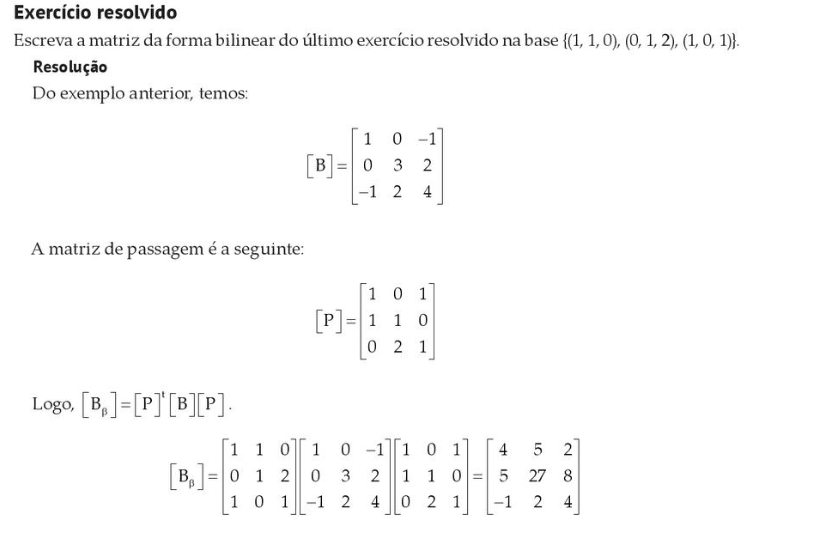 Exercício resolvido
Escreva a matriz da forma bilinear do último exercício resolvido na base {(1, 1, 0), (0, 1, 2), (1, 0, 1)}.
Resolução
Do exemplo anterior, temos:
[B] = [1 0 −1
0 3 2
−1 2 4]
A matriz de passagem é a seguinte:
[P] = [1 0 1
1 1 0
0 2 1]
Logo, [Bβ] = [P]ᵗ [B] [P].
[Bβ] = [1 1 0 0 1 2 1 0 1] [1 0 −1 0 3 2 −1 2 4] [1 0 1 1 1 0 0 2 1] = [4 5 2 5 27 8 −1 2 4]